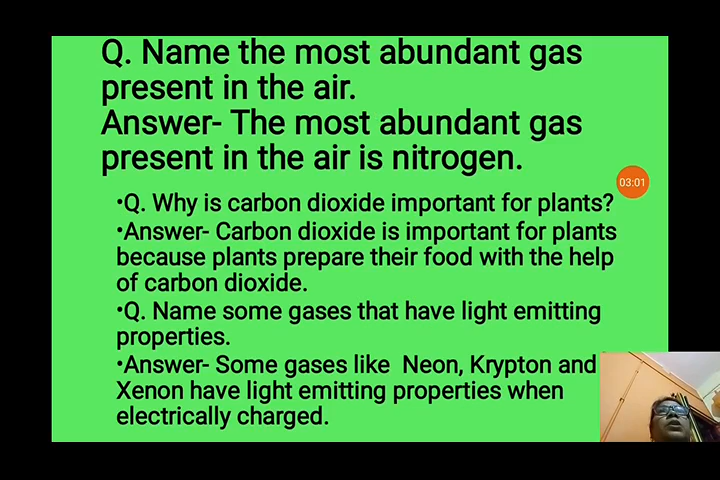 Q. Name the most abundant gas
present in the air.
Answer- The most abundant gas
present in the air is nitrogen.
03:01
•Q. Why is carbon dioxide important for plants?
•Answer- Carbon dioxide is important for plants
because plants prepare their food with the help
of carbon dioxide.
•Q. Name some gases that have light emitting
properties.
•Answer- Some gases like Neon, Krypton and
Xenon have light emitting properties when
electrically charged.